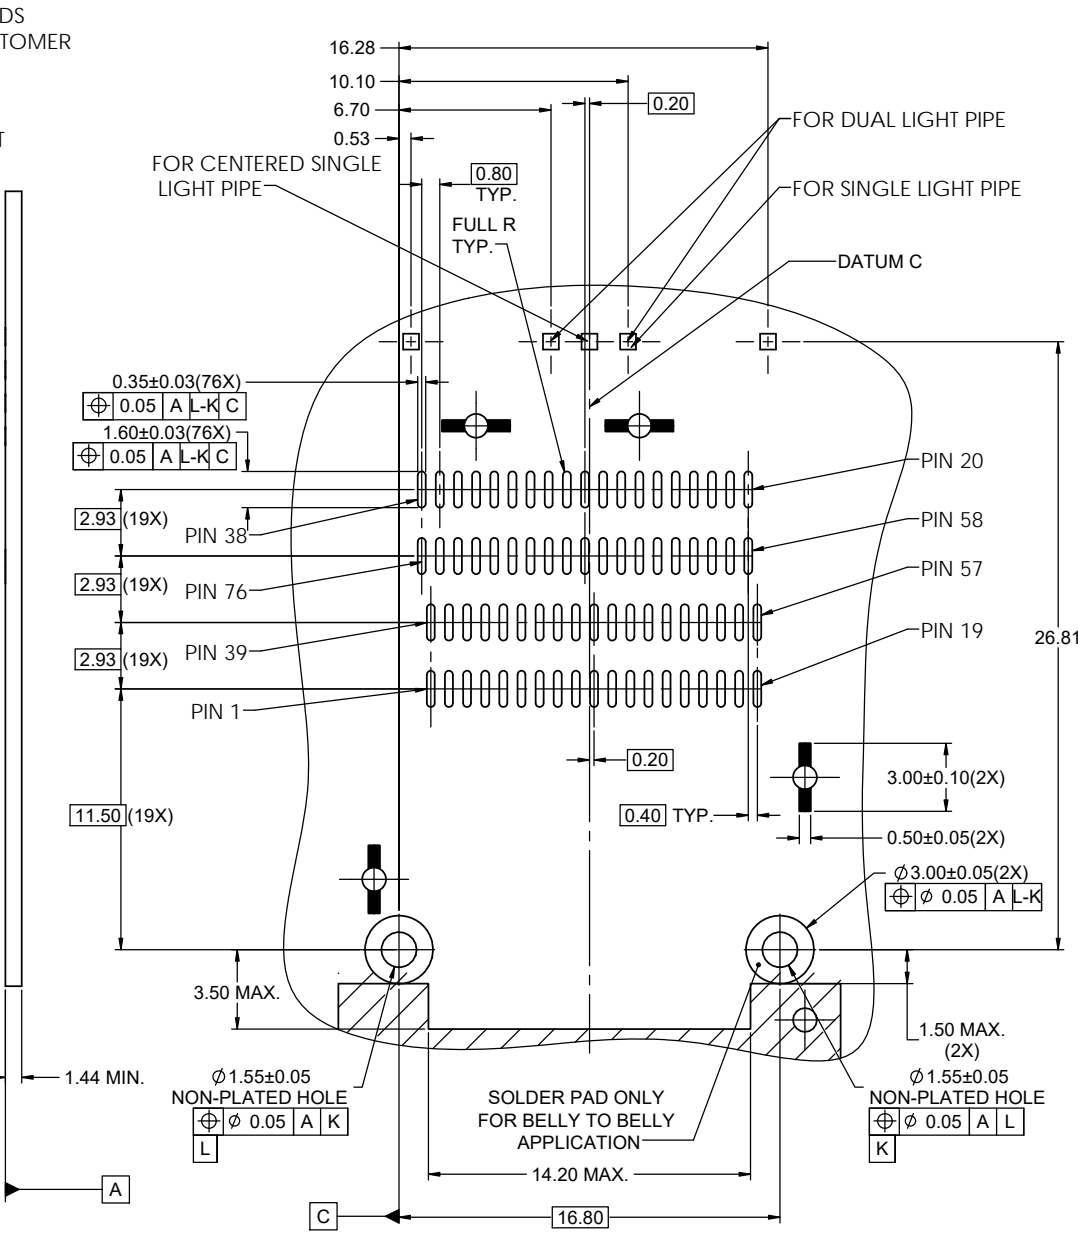 DS
TOMER
T
16.28
10.10
6.70
0.53
0.20
FOR DUAL LIGHT PIPE
FOR CENTERED SINGLE
LIGHT PIPE
0.80
TYP.
FOR SINGLE LIGHT PIPE
FULL R
TYP.
DATUM C
0.35±0.03(76X)
⌖ 0.05 A L-K C
1.60±0.03(76X)
⌖ 0.05 A L-K C
PIN 20
2.93 (19X)
PIN 38
PIN 58
2.93 (19X)
PIN 76
PIN 57
2.93 (19X)
PIN 39
PIN 19
26.81
PIN 1
0.20
3.00±0.10(2X)
11.50 (19X)
0.40 TYP.
0.50±0.05(2X)
⌀3.00±0.05(2X)
⌖ ⌀ 0.05 A L-K
3.50 MAX.
1.50 MAX.
(2X)
1.44 MIN.
⌀1.55±0.05
NON-PLATED HOLE
⌖ ⌀ 0.05 A K
L
SOLDER PAD ONLY
FOR BELLY TO BELLY
APPLICATION
⌀1.55±0.05
NON-PLATED HOLE
⌖ ⌀ 0.05 A L
K
14.20 MAX.
A
C
16.80